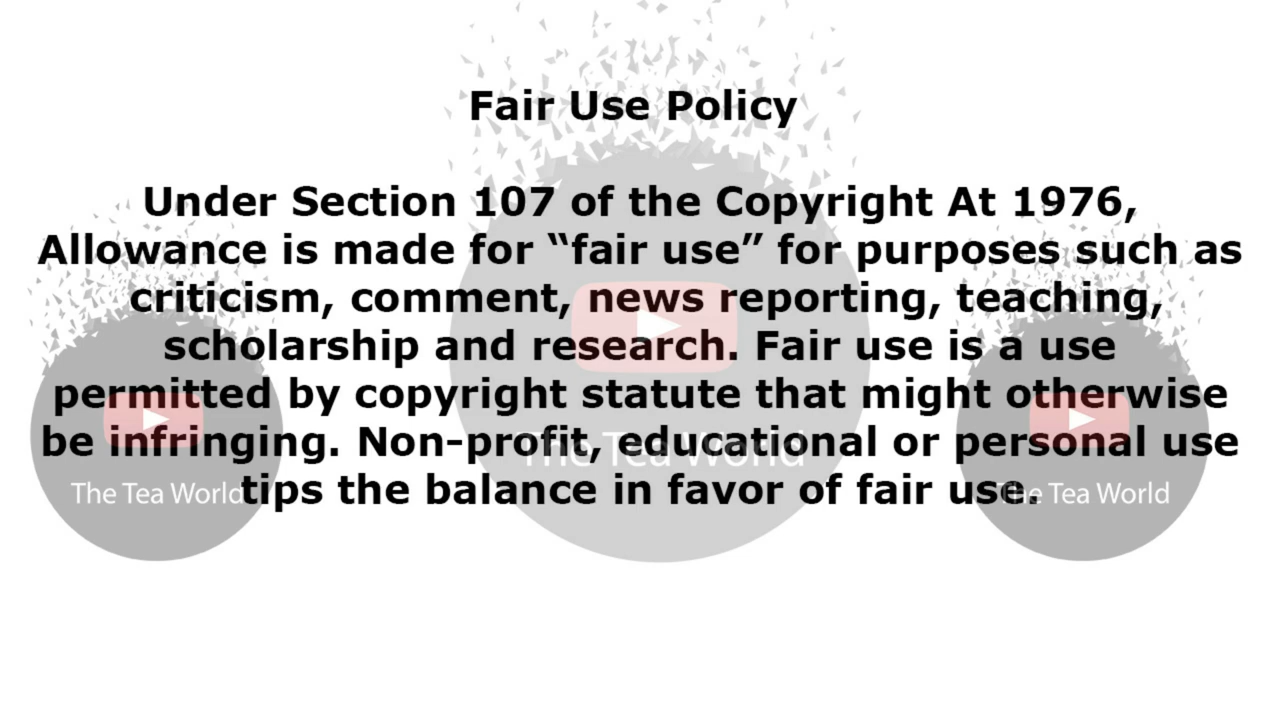 Fair Use Policy
Under Section 107 of the Copyright At 1976,
Allowance is made for “fair use” for purposes such as
criticism, comment, news reporting, teaching,
scholarship and research. Fair use is a use
permitted by copyright statute that might otherwise
be infringing. Non-profit, educational or personal use
tips the balance in favor of fair use.
The Tea World
The Tea World
The Tea World